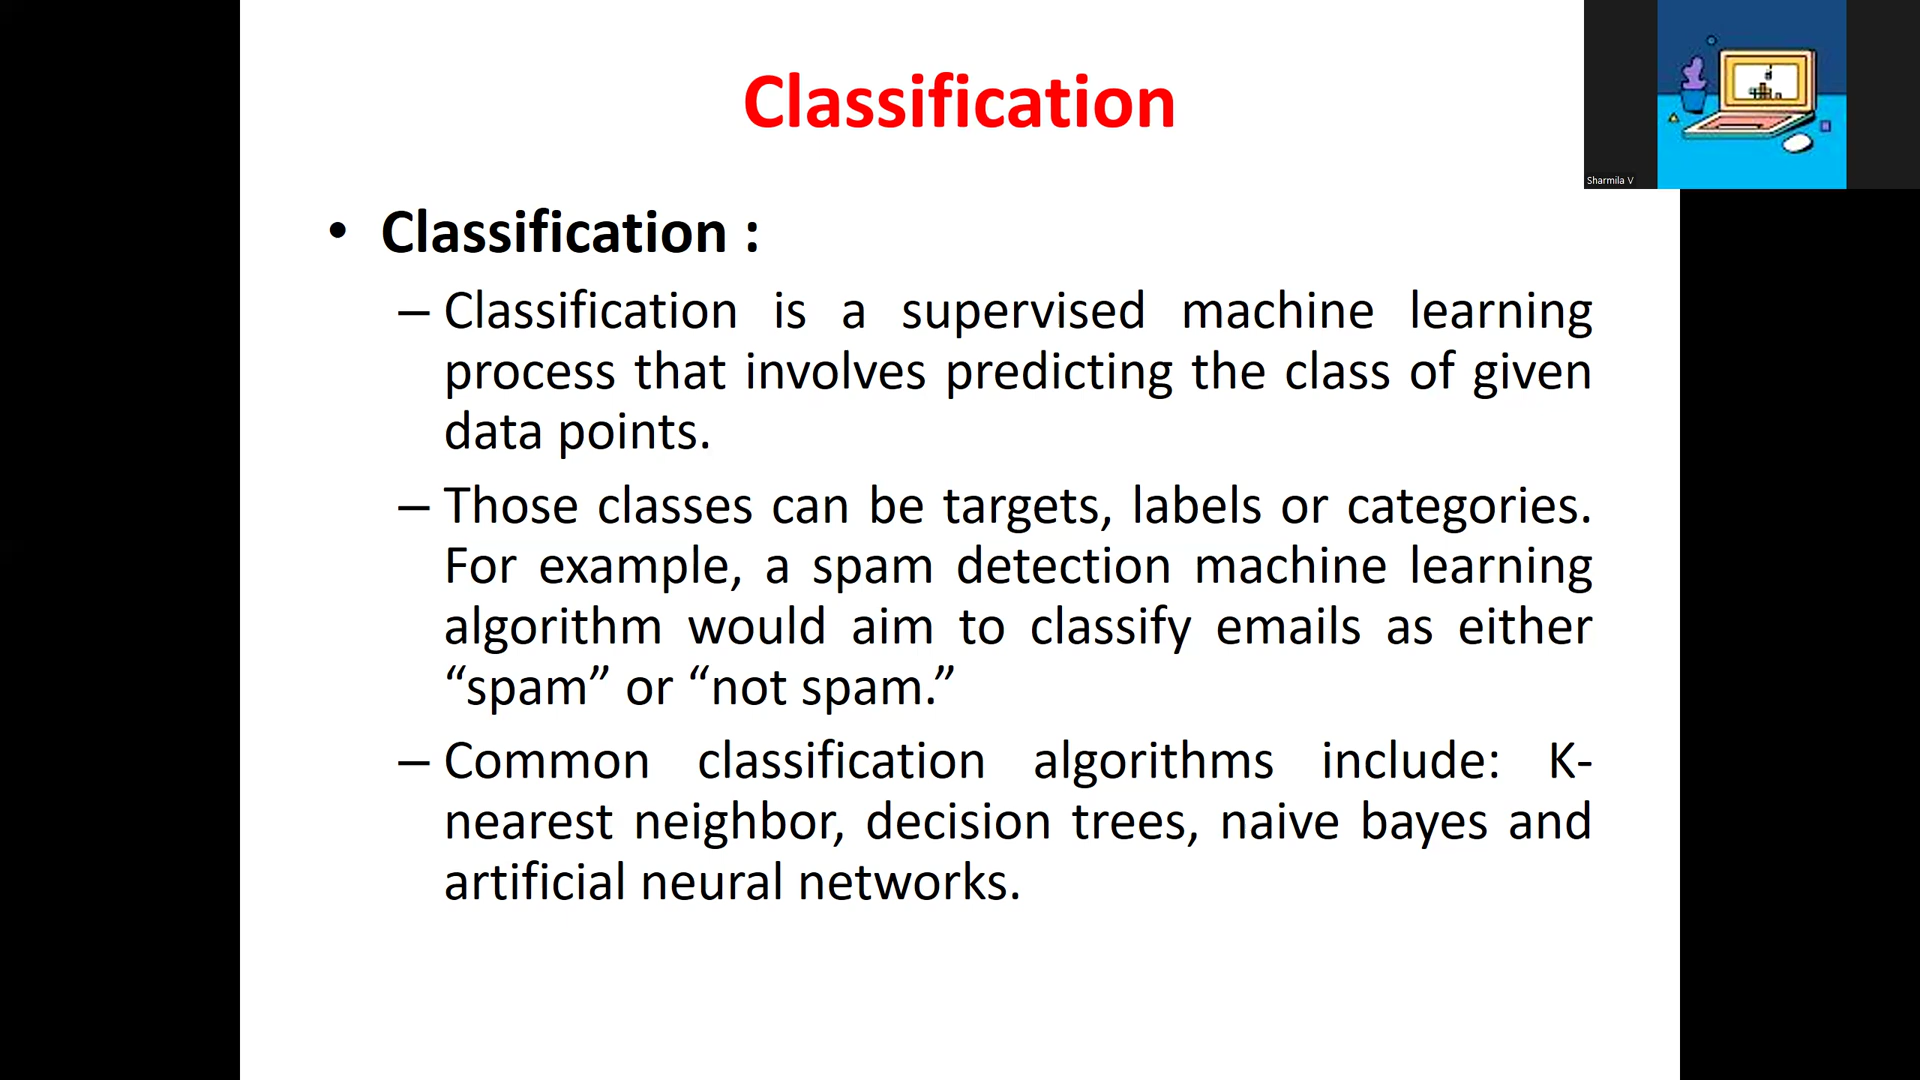 Classification
Sharmila V
• Classification :
– Classification is a supervised machine learning
process that involves predicting the class of given
data points.
– Those classes can be targets, labels or categories.
For example, a spam detection machine learning
algorithm would aim to classify emails as either
“spam” or “not spam.”
– Common classification algorithms include: K-
nearest neighbor, decision trees, naive bayes and
artificial neural networks.